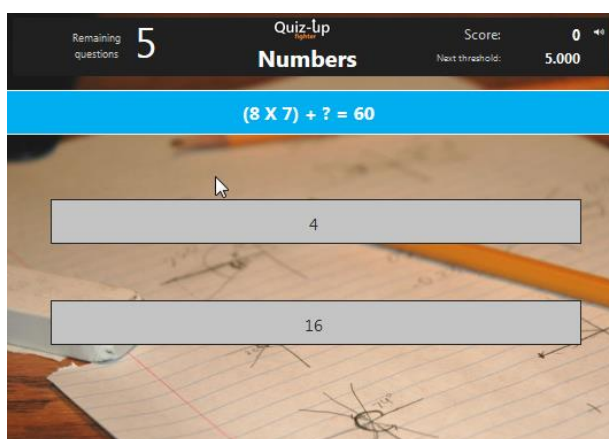 Remaining
questions
5
Quiz-Up
fighter
Numbers
Score:
0
Next threshold:
5.000
(8 X 7) + ? = 60
4
16